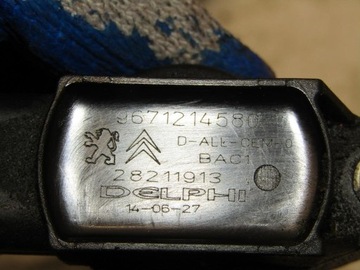 9671214580
D-ALE-CEN-0
BAC1
28211913
DELPHI
14-06-27